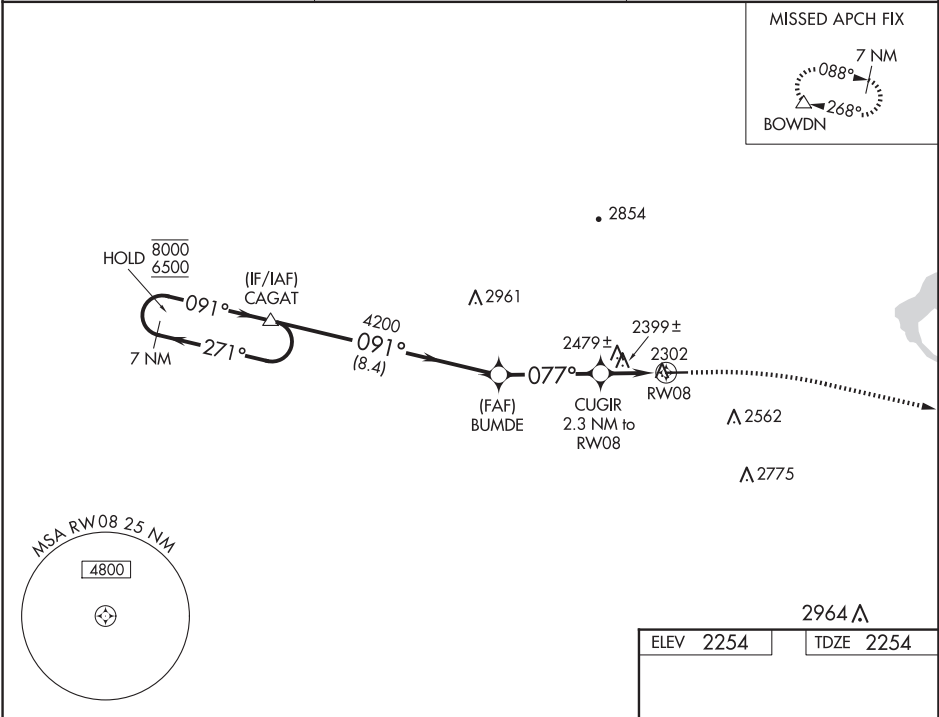 MISSED APCH FIX
7 NM
088°
268°
BOWDN
2854
HOLD
8000
6500
(IF/IAF)
CAGAT
091°
271°
7 NM
2961
4200
091°
(8.4)
2479±
2399±
2302
077°
RW08
(FAF)
BUMDE
CUGIR
2.3 NM to
RW08
2562
2775
MSA RW08 25 NM
4800
2964
ELEV 2254
TDZE 2254